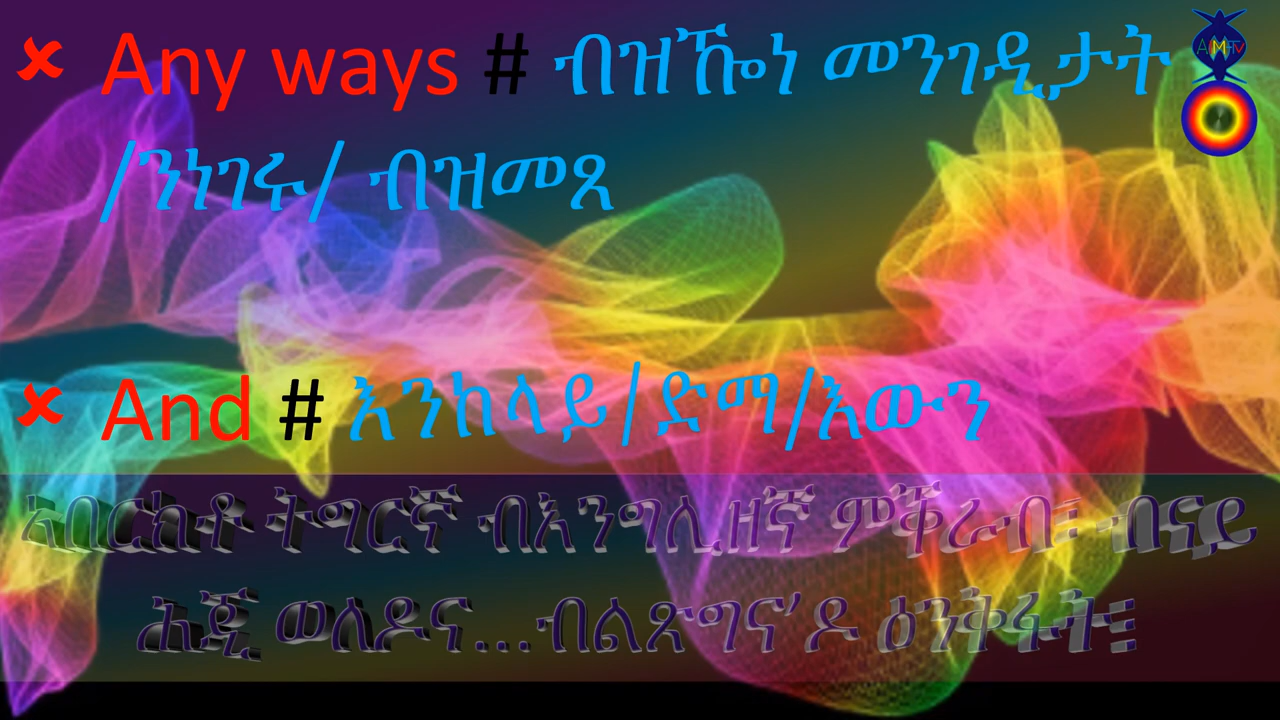 ✘ Any ways # ብዝኾነ መንገዲታት
/ንነገሩ/ ብዝመጸ
✘ And # እንከላይ/ድማ/እውን
ኣበርክቶ ትግርኛ ብእንግሊዘኛ ምቕራብ፤ ብናይ
ሕጂ ወለዶና...ብልጽግና'ዶ ዕንቅፋት፤
ACMTV